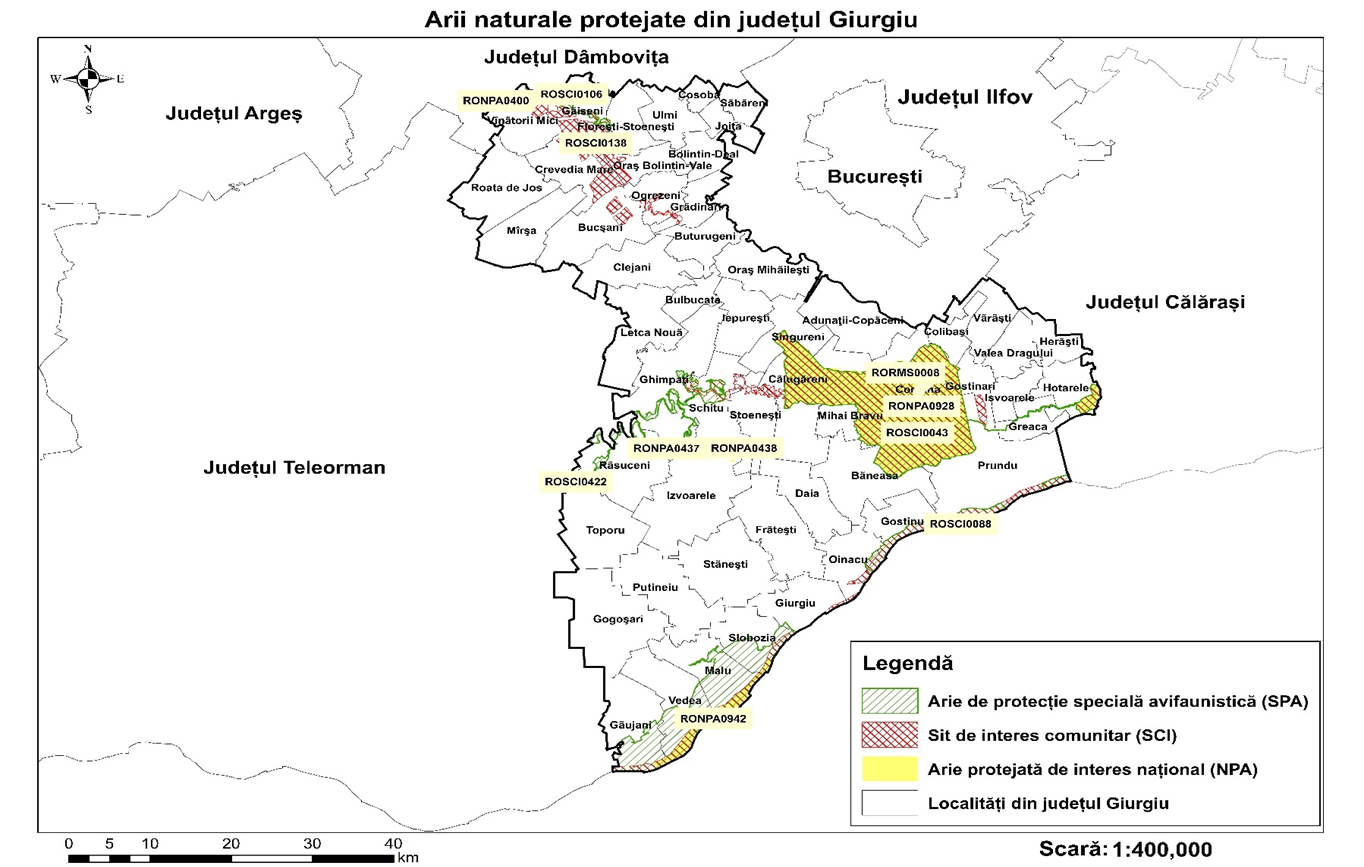 Arii naturale protejate din județul Giurgiu
N
W E
S
Județul Dâmbovița
Județul Argeș
Județul Ilfov
București
Județul Călărași
Județul Teleorman
RONPA0400
ROSCI0106
Cosoba
Săbăreni
Găiseni
Ulmi
Vînătorii Mici
Florești-Stoenești
Joița
ROSCI0138
Bolintin-Deal
Crevedia Mare
Oraș Bolintin-Vale
Roata de Jos
Ogrezeni
Grădinari
Mîrșa
Bucșani
Buturugeni
Clejani
Oraș Mihăilești
Bulbucata
Iepurești
Adunații-Copăceni
Vărăști
Letca Nouă
Singureni
Colibași
Herăști
Valea Dragului
RORMS0008
Ghimpați
Călugăreni
Gostinari
Hotarele
Isvoarele
Schitu
Stoenești
Mihai Bravu
RONPA0928
Greaca
ROSCI0043
RONPA0437
RONPA0438
Răsuceni
Prundu
ROSCI0422
Băneasa
Izvoarele
Daia
Toporu
Frătești
Gostinu
ROSCI0088
Oinacu
Stănești
Putineiu
Giurgiu
Gogoșari
Slobozia
Malu
Vedea
RONPA0942
Găujani
Legendă
Arie de protecție specială avifaunistică (SPA)
Sit de interes comunitar (SCI)
Arie protejată de interes național (NPA)
Localități din județul Giurgiu
0 5 10 20 30 40
km
Scară: 1:400,000